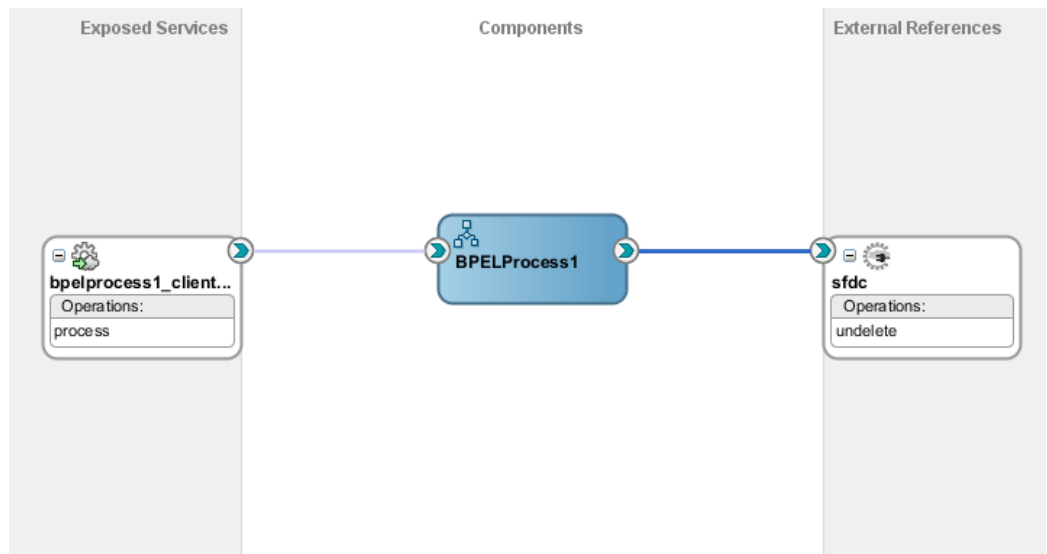 Exposed Services
Components
External References
bpelprocess1_client...
Operations:
process
BPELProcess1
sfdc
Operations:
undelete